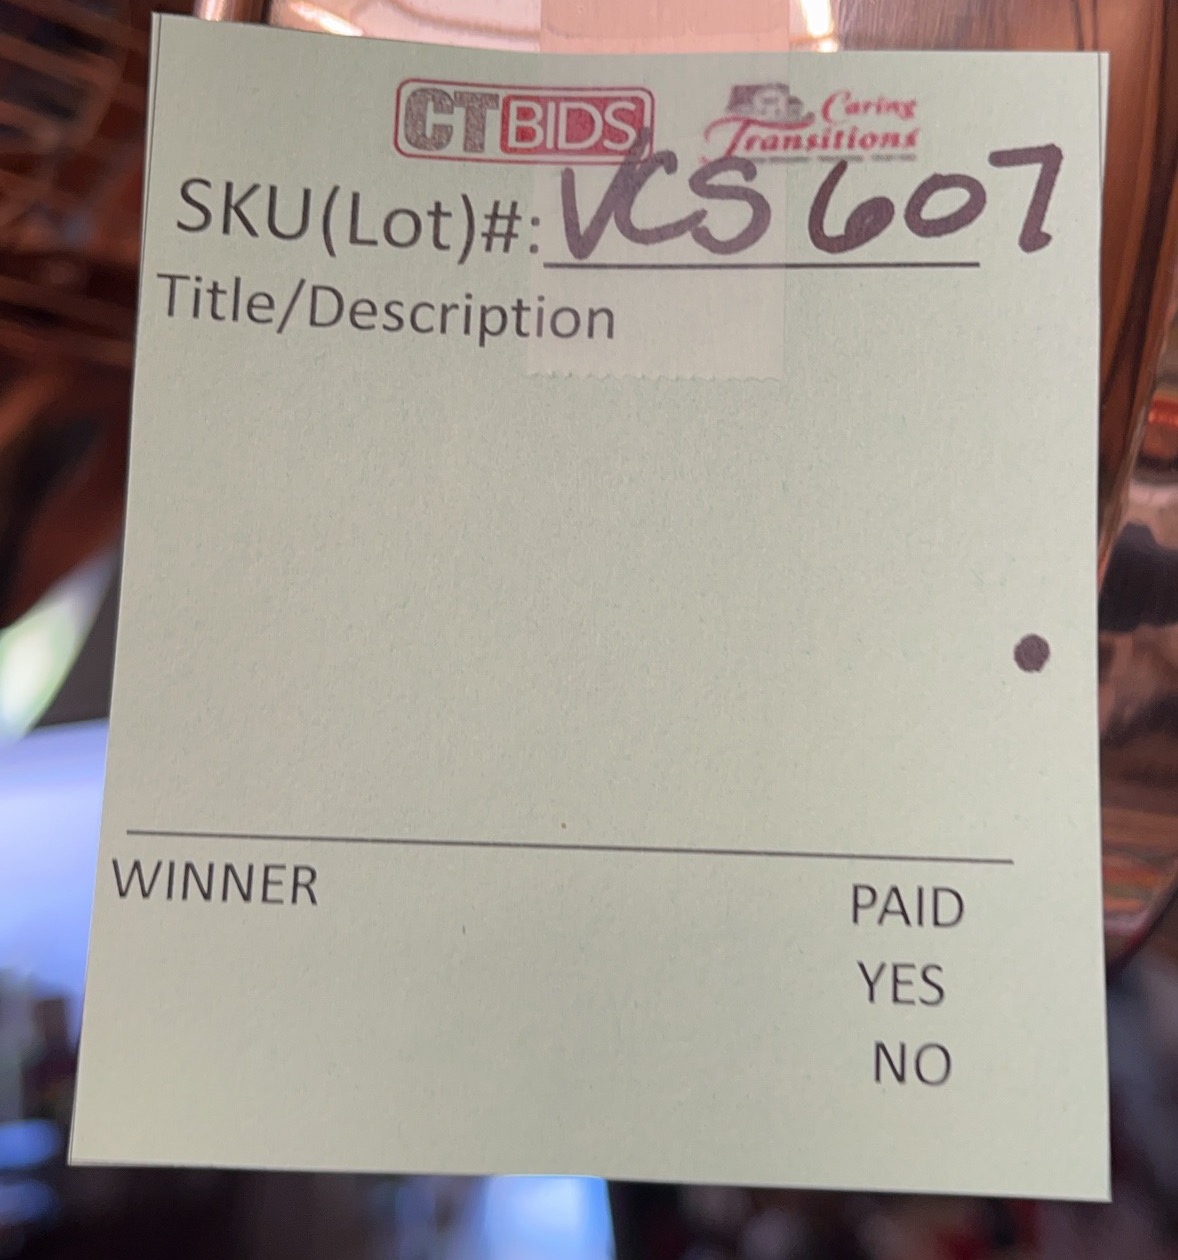 CTBIDS
Caring
Transitions
SKU(Lot)#: VCS 607
Title/Description
WINNER
PAID
YES
NO